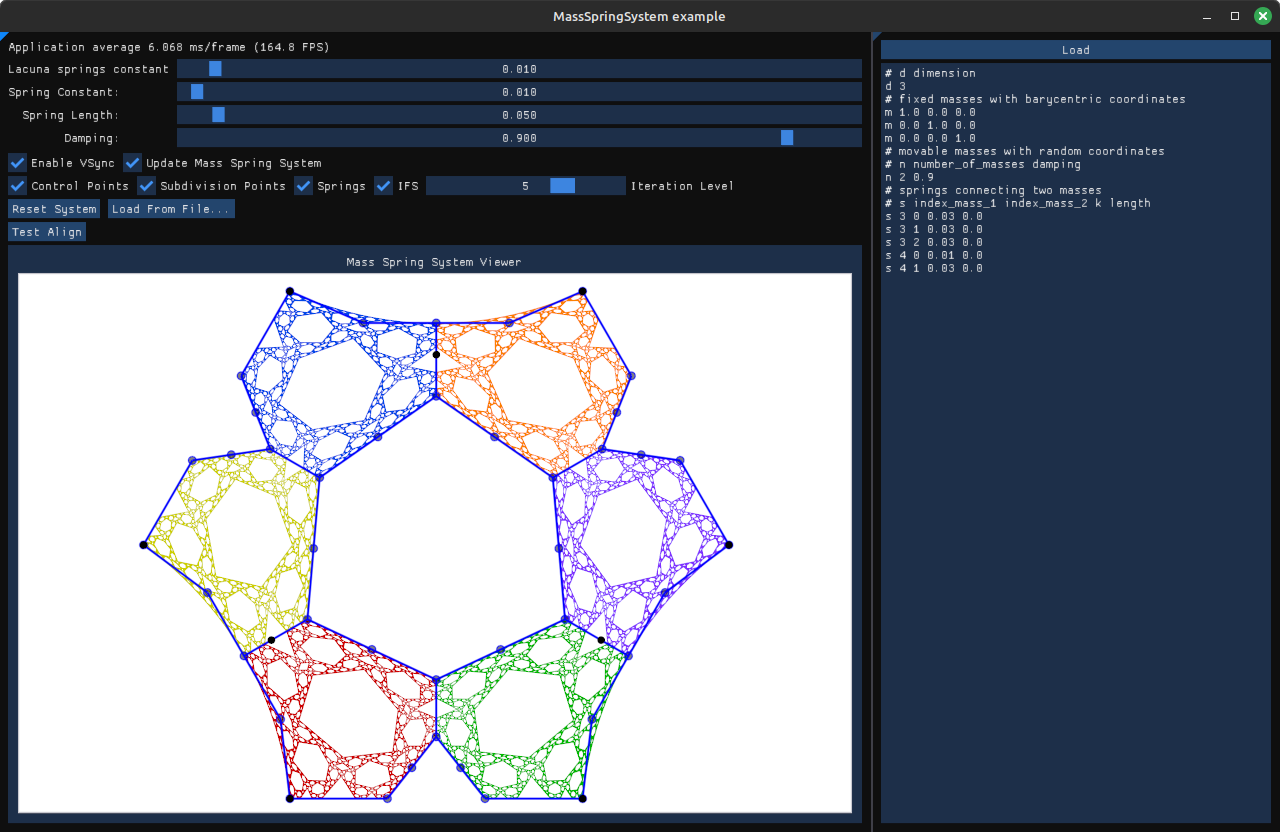 MassSpringSystem example
Application average 6.068 ms/frame (164.8 FPS)
Lacuna springs constant 0.010
Spring Constant: 0.010
Spring Length: 0.050
Damping: 0.900
Enable VSync Update Mass Spring System
Control Points Subdivision Points Springs IFS 5 Iteration Level
Reset System Load From File...
Test Align
Mass Spring System Viewer
Load
# d dimension
d 3
# fixed masses with barycentric coordinates
m 1.0 0.0 0.0
m 0.0 1.0 0.0
m 0.0 0.0 1.0
# movable masses with random coordinates
# n number_of_masses damping
n 2 0.9
# springs connecting two masses
# s index_mass_1 index_mass_2 k length
s 3 0 0.03 0.0
s 3 1 0.03 0.0
s 3 2 0.03 0.0
s 4 0 0.01 0.0
s 4 1 0.03 0.0